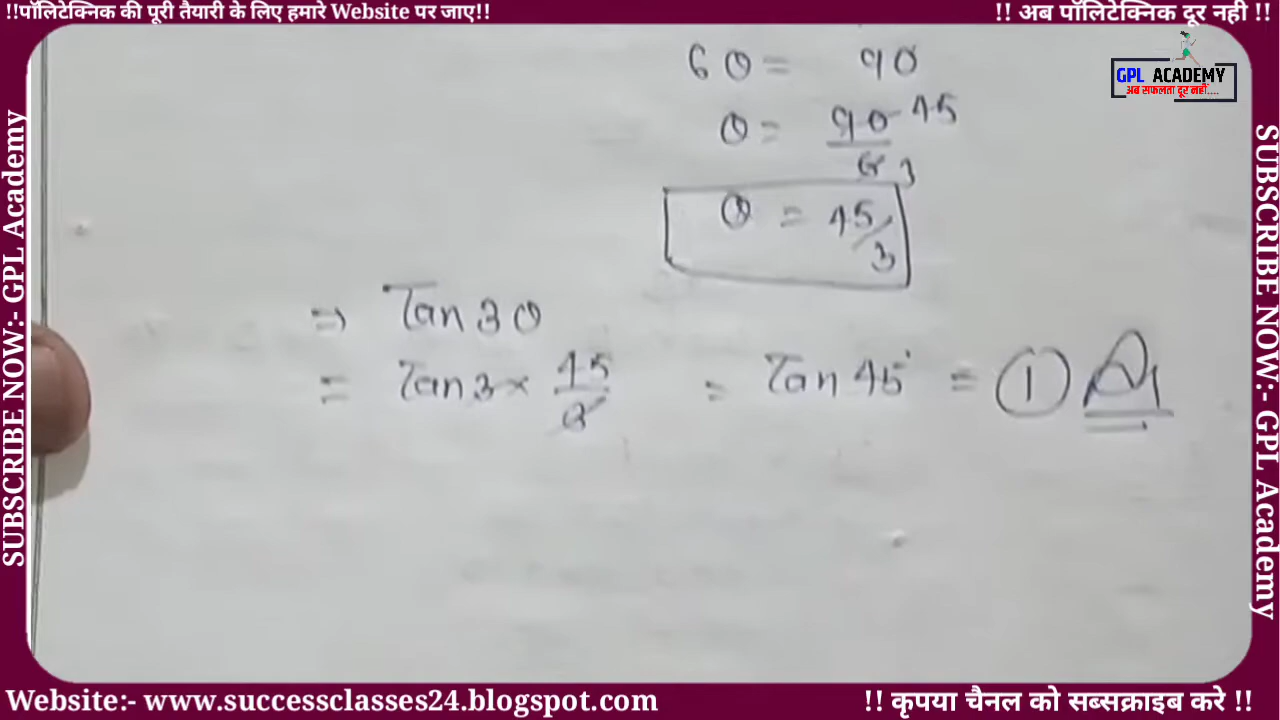 !!पॉलिटेक्निक की पूरी तैयारी के लिए हमारे Website पर जाए!!
!! अब पॉलिटेक्निक दूर नही !!
GPL ACADEMY
अब सफलता दूर नहीं....
6θ = 90
θ = 90/6 45 3
θ = 45/3
⇒ Tan 3θ
= Tan 3 × 45/3 = Tan 45° = 1
SUBSCRIBE NOW:- GPL Academy
SUBSCRIBE NOW:- GPL Academy
Website:- www.successclasses24.blogspot.com
!! कृपया चैनल को सब्सक्राइब करे !!